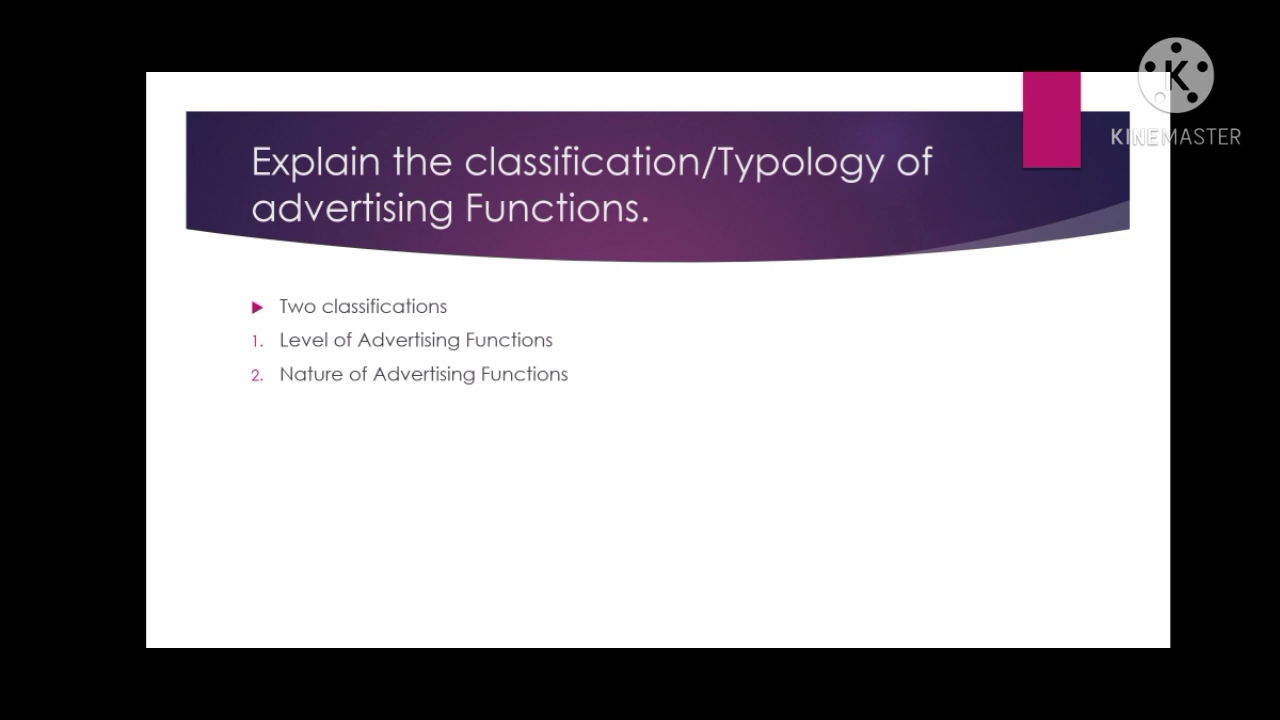 KINEMASTER
Explain the classification/Typology of
advertising Functions.
Two classifications
1. Level of Advertising Functions
2. Nature of Advertising Functions